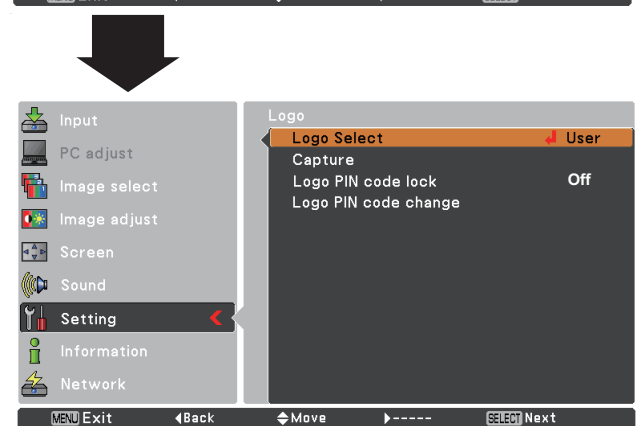 Input
PC adjust
Image select
Image adjust
Screen
Sound
Setting
Information
Network
Logo
Logo Select User
Capture
Logo PIN code lock Off
Logo PIN code change
MENU Exit Back Move ----- SELECT Next